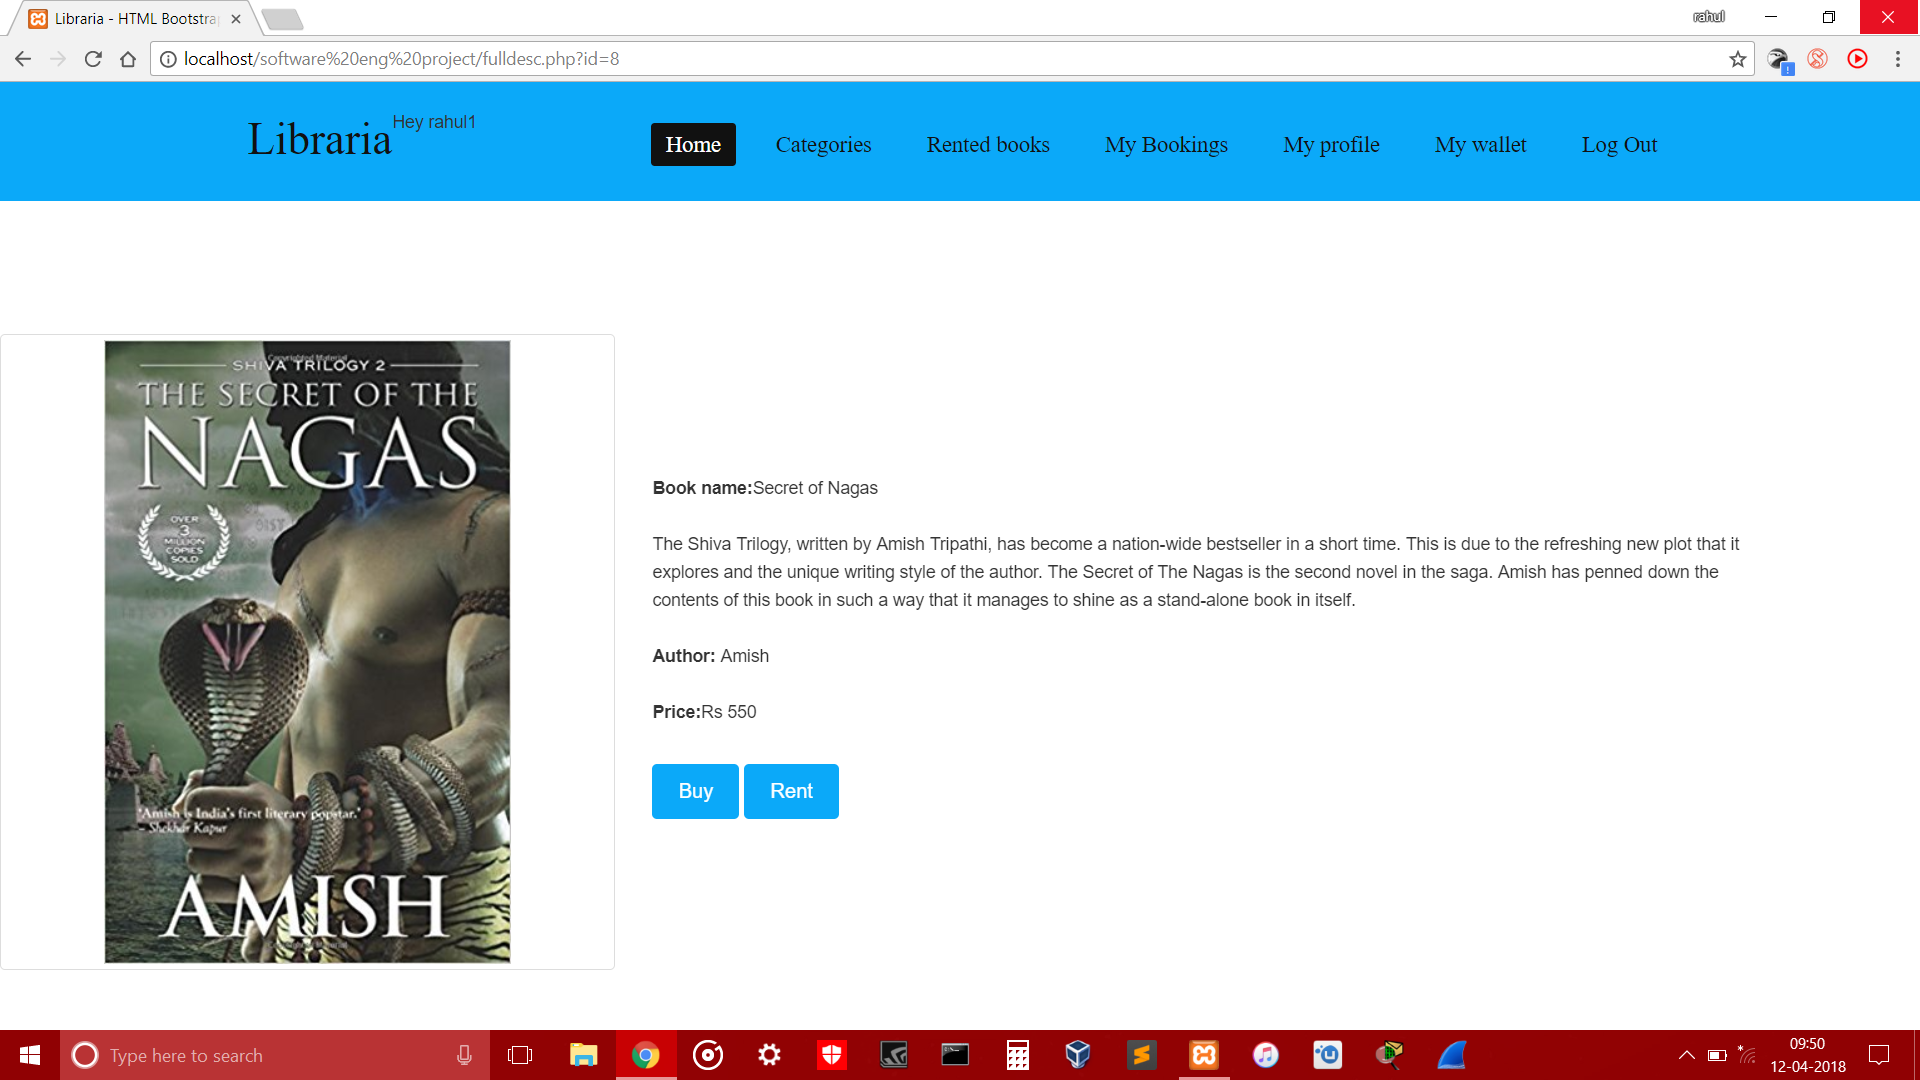 Libraria - HTML Bootstra
rahul
localhost/software%20eng%20project/fulldesc.php?id=8
Libraria
Hey rahul1
Home
Categories
Rented books
My Bookings
My profile
My wallet
Log Out
Copyrighted Material
SHIVA TRILOGY 2
THE SECRET OF THE
NAGAS
OVER
3
MILLION
COPIES
SOLD
'Amish is India's first literary popstar.'
– Shekhar Kapur
AMISH
Copyrighted Material
Book name:Secret of Nagas
The Shiva Trilogy, written by Amish Tripathi, has become a nation-wide bestseller in a short time. This is due to the refreshing new plot that it
explores and the unique writing style of the author. The Secret of The Nagas is the second novel in the saga. Amish has penned down the
contents of this book in such a way that it manages to shine as a stand-alone book in itself.
Author: Amish
Price:Rs 550
Buy
Rent
Type here to search
09:50
12-04-2018